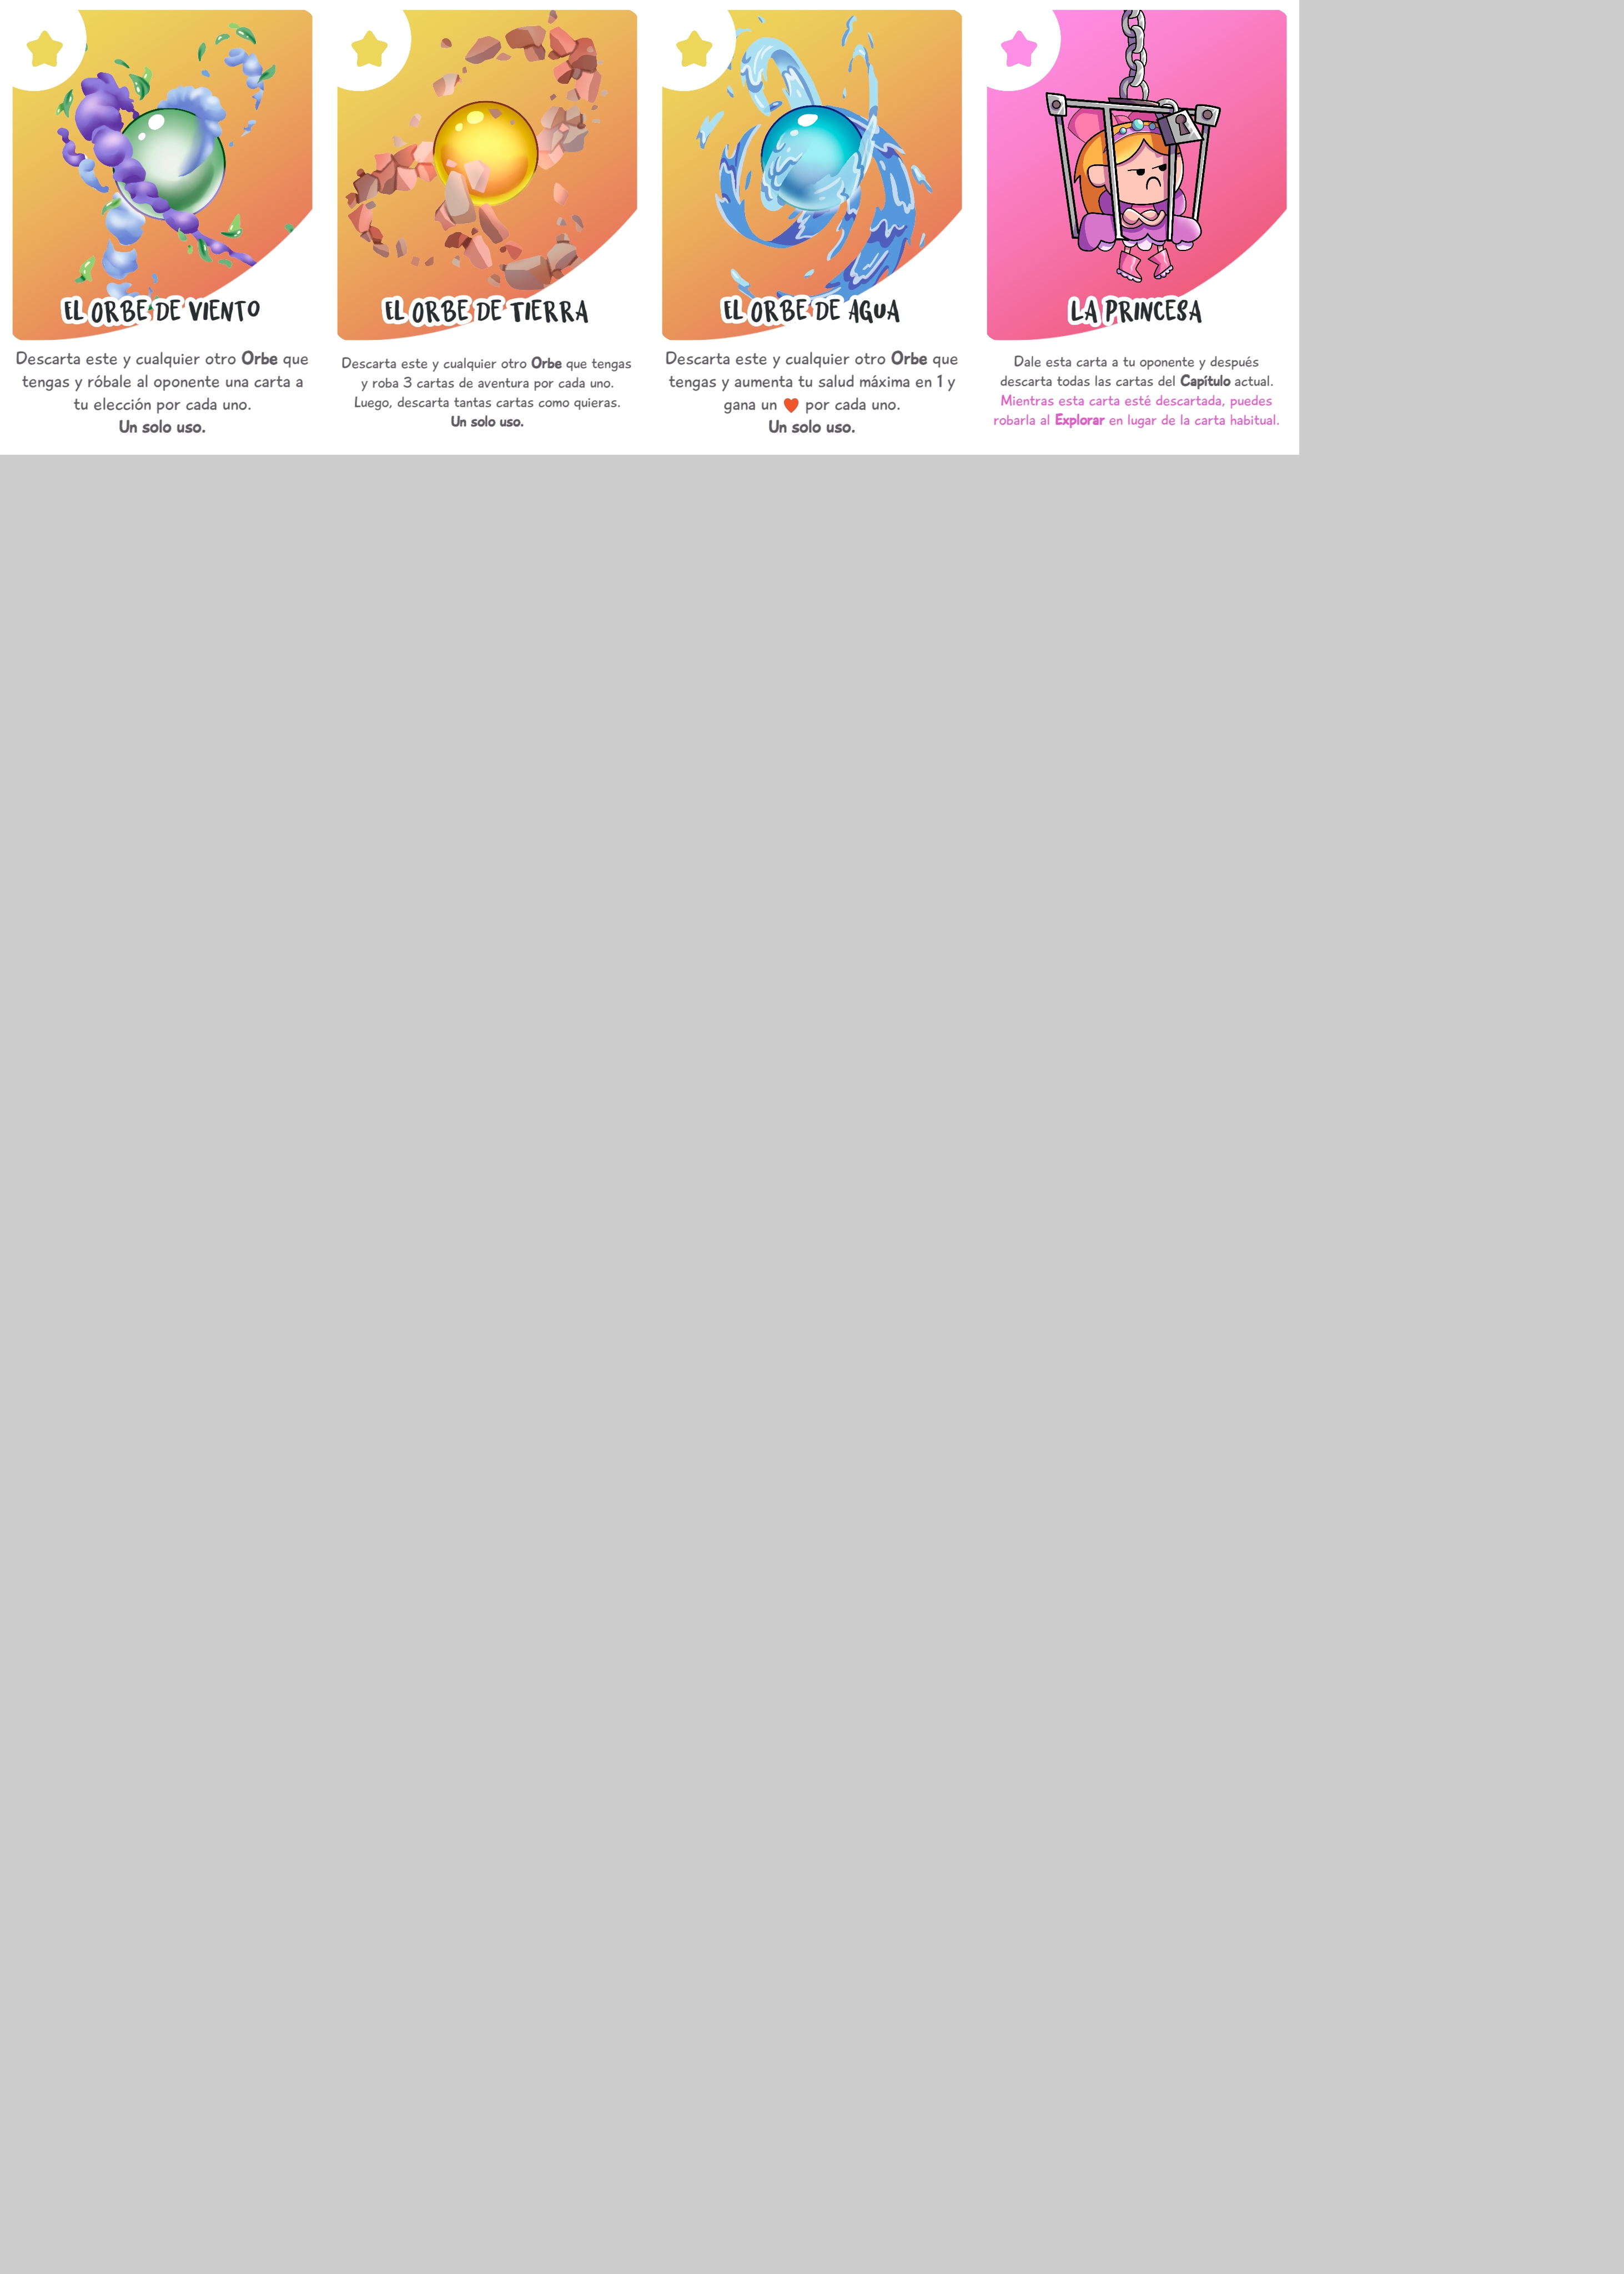 EL ORBE DE VIENTO
Descarta este y cualquier otro Orbe que
tengas y róbale al oponente una carta a
tu elección por cada uno.
Un solo uso.
EL ORBE DE TIERRA
Descarta este y cualquier otro Orbe que tengas
y roba 3 cartas de aventura por cada uno.
Luego, descarta tantas cartas como quieras.
Un solo uso.
EL ORBE DE AGUA
Descarta este y cualquier otro Orbe que
tengas y aumenta tu salud máxima en 1 y
gana un ❤ por cada uno.
Un solo uso.
LA PRINCESA
Dale esta carta a tu oponente y después
descarta todas las cartas del Capítulo actual.
Mientras esta carta esté descartada, puedes
robarla al Explorar en lugar de la carta habitual.